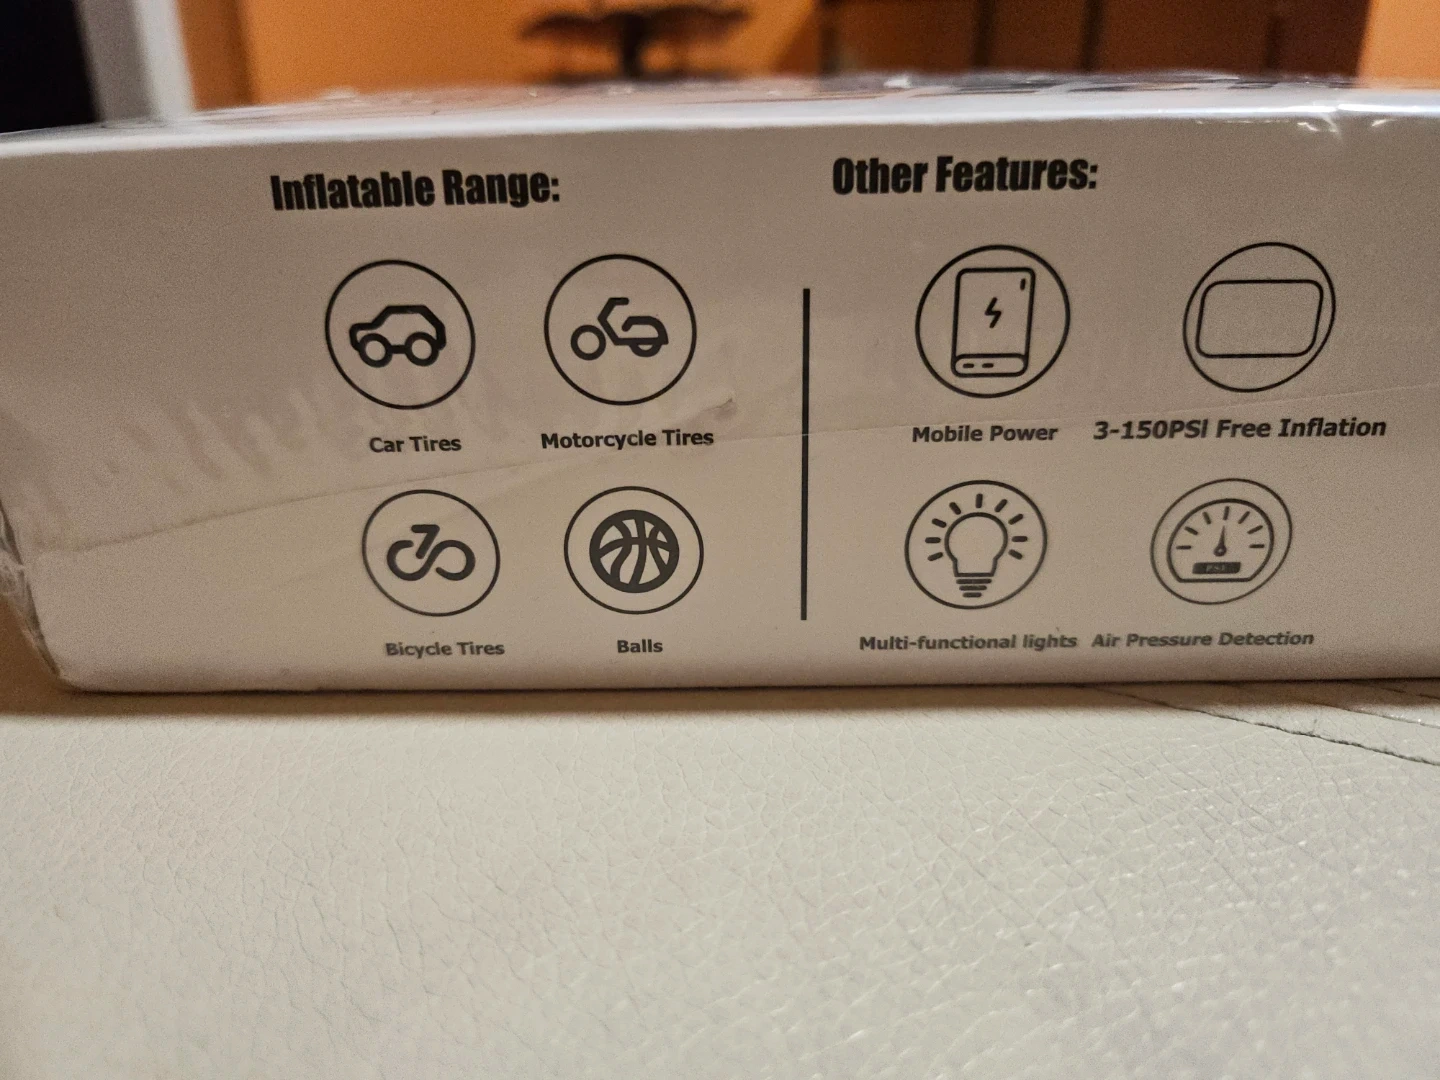 Inflatable Range:
Car Tires
Motorcycle Tires
Bicycle Tires
Balls
Other Features:
Mobile Power
3-150PSI Free Inflation
Multi-functional lights
PSI
Air Pressure Detection